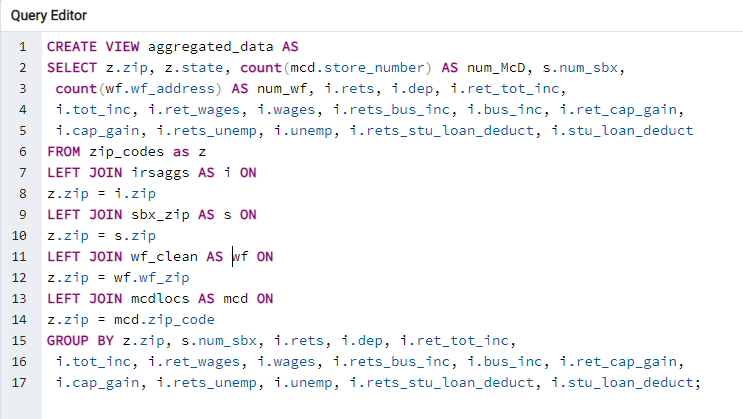 Query Editor
1 CREATE VIEW aggregated_data AS
2 SELECT z.zip, z.state, count(mcd.store_number) AS num_McD, s.num_sbx,
3 count(wf.wf_address) AS num_wf, i.rets, i.dep, i.ret_tot_inc,
4 i.tot_inc, i.ret_wages, i.wages, i.rets_bus_inc, i.bus_inc, i.ret_cap_gain,
5 i.cap_gain, i.rets_unemp, i.unemp, i.rets_stu_loan_deduct, i.stu_loan_deduct
6 FROM zip_codes as z
7 LEFT JOIN irsaggs AS i ON
8 z.zip = i.zip
9 LEFT JOIN sbx_zip AS s ON
10 z.zip = s.zip
11 LEFT JOIN wf_clean AS wf ON
12 z.zip = wf.wf_zip
13 LEFT JOIN mcdlocs AS mcd ON
14 z.zip = mcd.zip_code
15 GROUP BY z.zip, s.num_sbx, i.rets, i.dep, i.ret_tot_inc,
16 i.tot_inc, i.ret_wages, i.wages, i.rets_bus_inc, i.bus_inc, i.ret_cap_gain,
17 i.cap_gain, i.rets_unemp, i.unemp, i.rets_stu_loan_deduct, i.stu_loan_deduct;